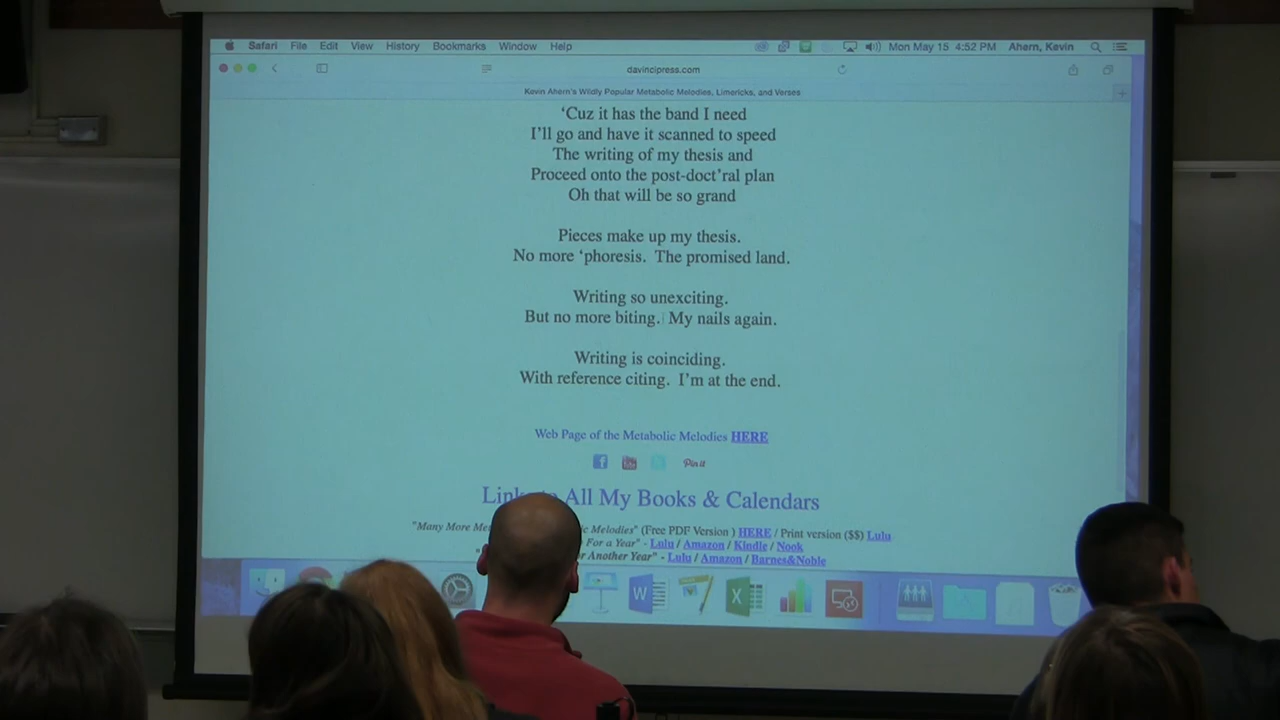 Safari File Edit View History Bookmarks Window Help Mon May 15 4:52 PM Ahern, Kevin
davincipress.com
Kevin Ahern's Wildly Popular Metabolic Melodies, Limericks, and Verses
‘Cuz it has the band I need
I’ll go and have it scanned to speed
The writing of my thesis and
Proceed onto the post-doct’ral plan
Oh that will be so grand
Pieces make up my thesis.
No more ‘phoresis. The promised land.
Writing so unexciting.
But no more biting. My nails again.
Writing is coinciding.
With reference citing. I’m at the end.
Web Page of the Metabolic Melodies HERE
Pin it
All My Books & Calendars
"Many More Melodies" (Free PDF Version ) HERE / Print version ($$) Lulu
For a Year" - Lulu / Amazon / Kindle / Nook
Another Year" - Lulu / Amazon / Barnes&Noble